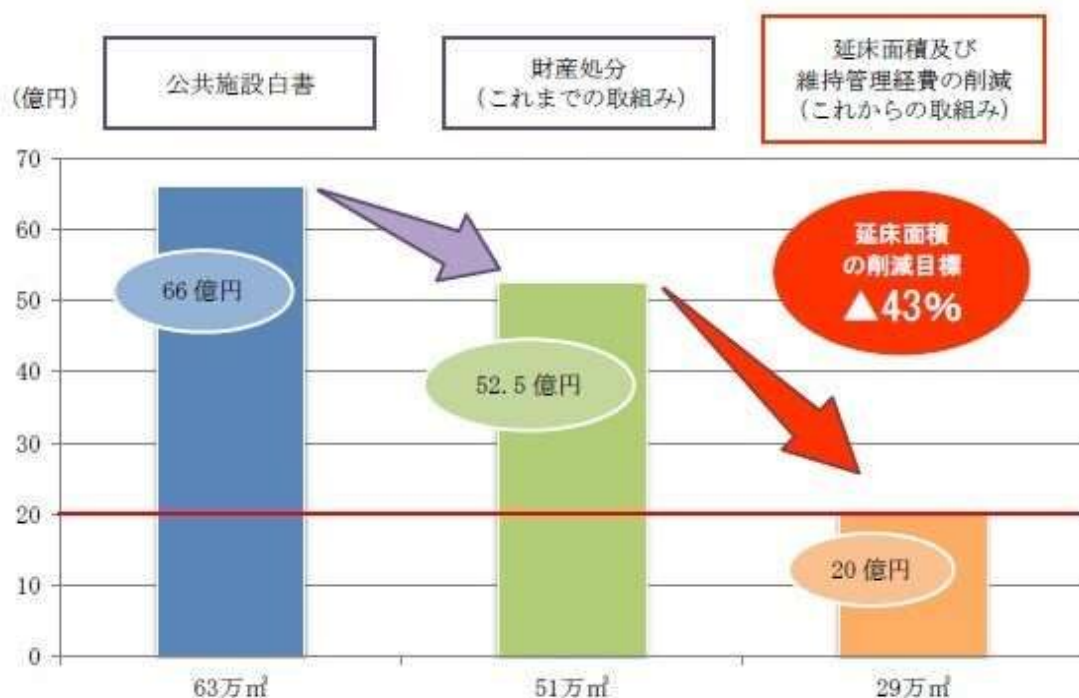 (億円)
公共施設白書
財産処分
(これまでの取組み)
延床面積及び
維持管理経費の削減
(これからの取組み)
70
60
50
40
30
20
10
0
66 億円
52.5 億円
20 億円
延床面積
の削減目標
▲43%
63万㎡
51万㎡
29万㎡